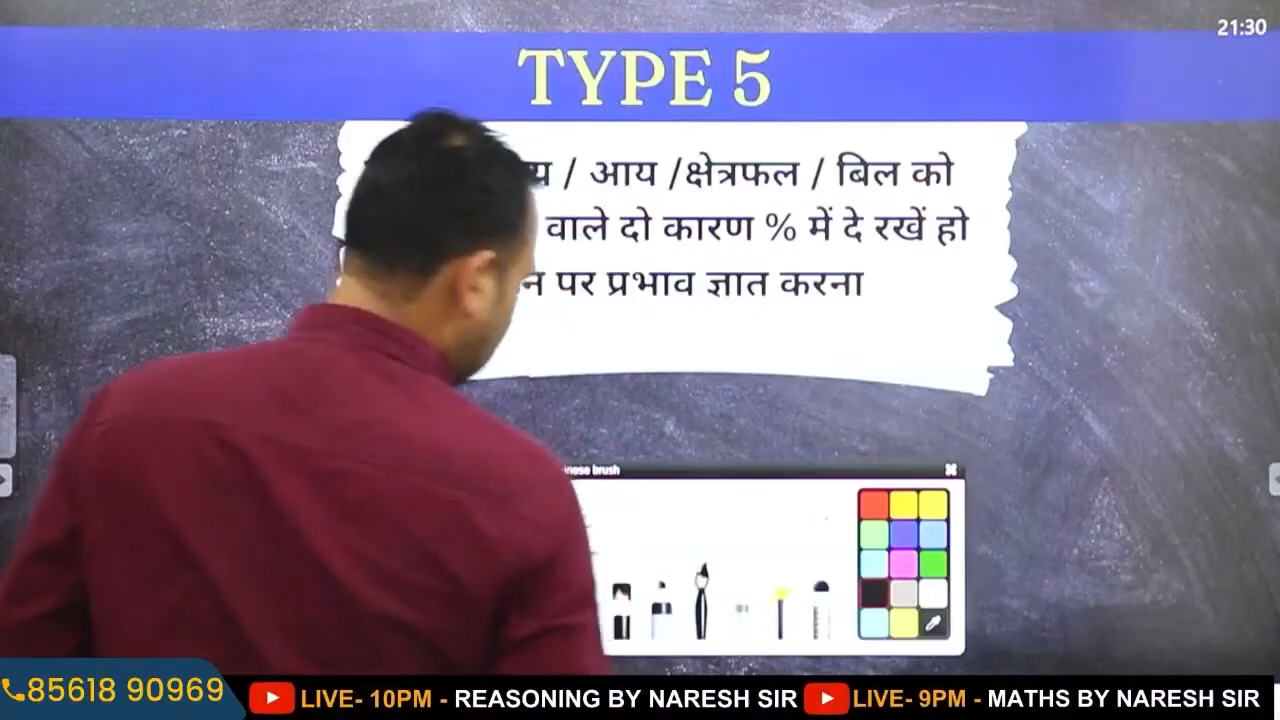 21:30
TYPE 5
/ आय /क्षेत्रफल / बिल को
वाले दो कारण % में दे रखें हो
पर प्रभाव ज्ञात करना
brush
85618 90969
LIVE- 10PM - REASONING BY NARESH SIR
LIVE- 9PM - MATHS BY NARESH SIR